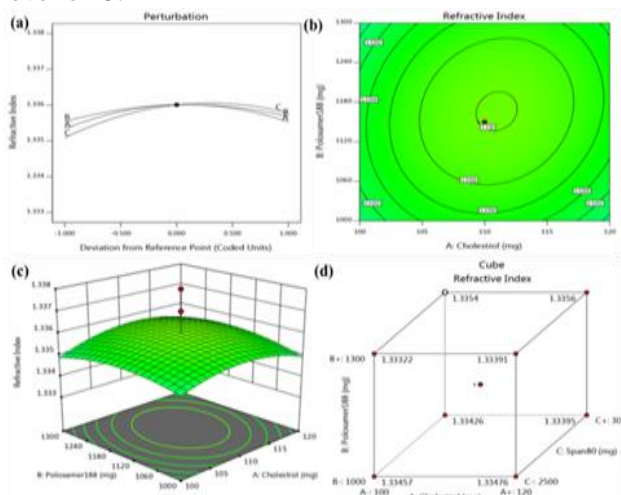 (a)
Perturbation
1.338
1.337
1.336
1.335
1.333
Refractive Index
C
C
-1.000
-0.500
0.000
0.500
1.000
Deviation from Reference Point (Coded Units)
(b)
Refractive Index
1300
1240
1180
1120
1060
1000
B: Poloxamer188 (mg)
100
105
110
115
120
A: Cholestrol (mg)
(c)
1.338
1.337
1.336
1.335
1.333
Refractive Index
1300
1240
1180
1120
1060
1000
B: Poloxamer188 (mg)
120
115
110
105
100
A: Cholestrol (mg)
(d)
Cube
Refractive Index
1.3354
1.3356
B+: 1300
1.33322
1.33391
B: Poloxamer188 (mg)
1.33426
1.33395
C+: 30
C: Span80 (mg)
B-: 1000
1.33457
1.33476
C-: 2500
A-: 100
A+: 120